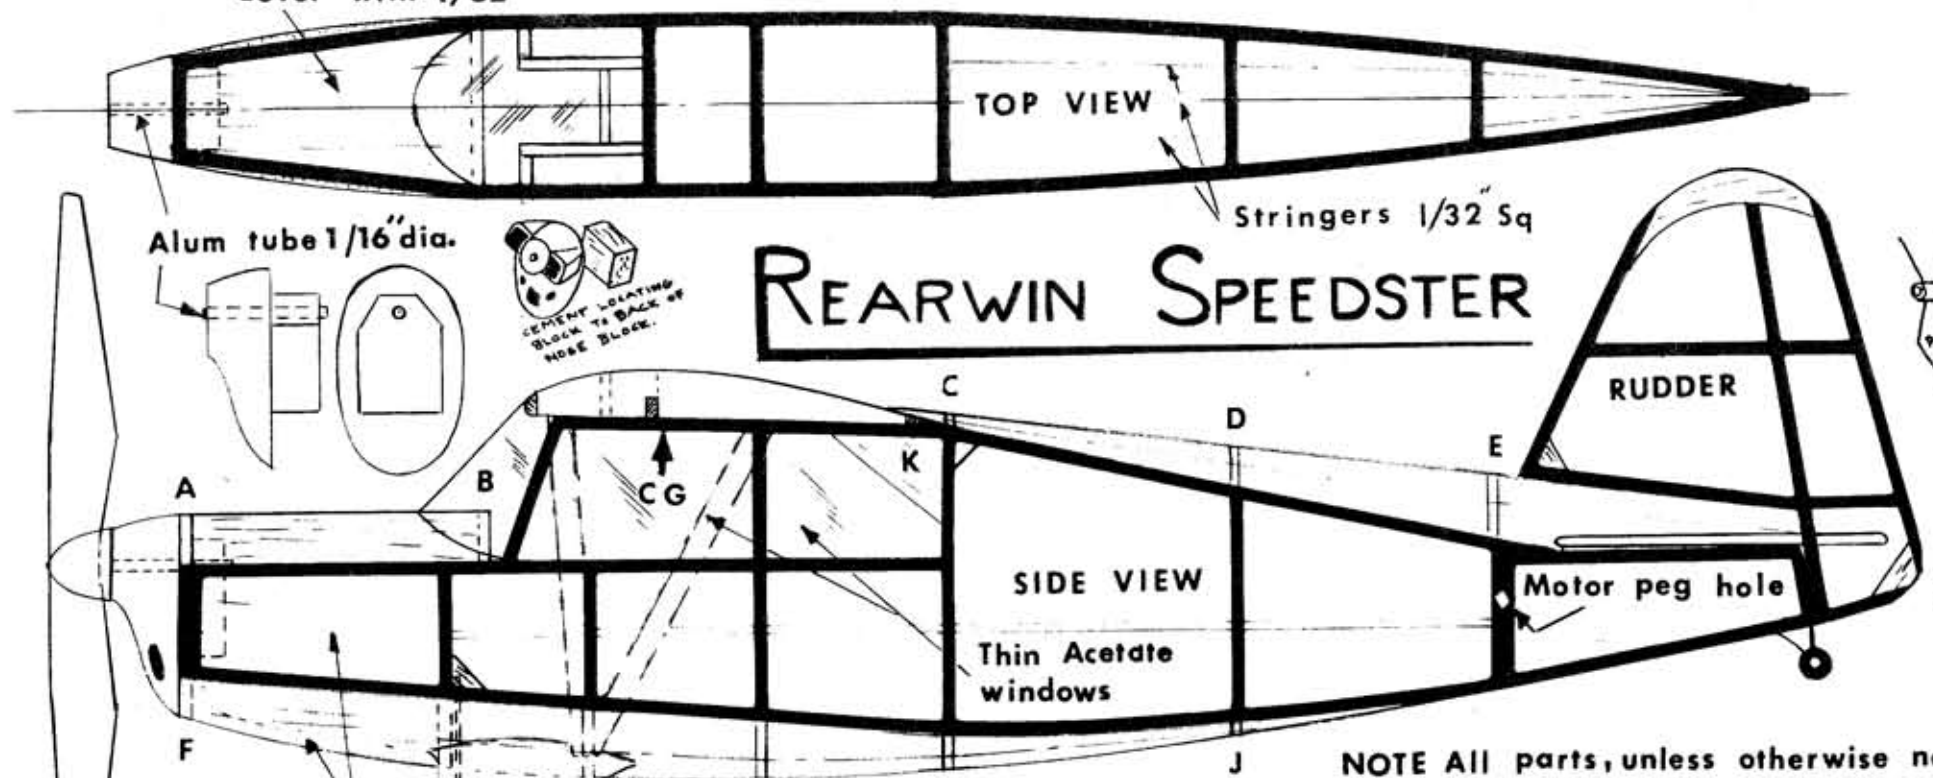 TOP VIEW
Stringers 1/32" Sq
Alum tube 1/16" dia.
CEMENT LOCATING
BLOCK TO BACK OF
NOSE BLOCK.
REARWIN SPEEDSTER
C
D
E
RUDDER
A
B
K
CG
SIDE VIEW
Motor peg hole
Thin Acetate
windows
F
J
NOTE All parts, unless otherwise